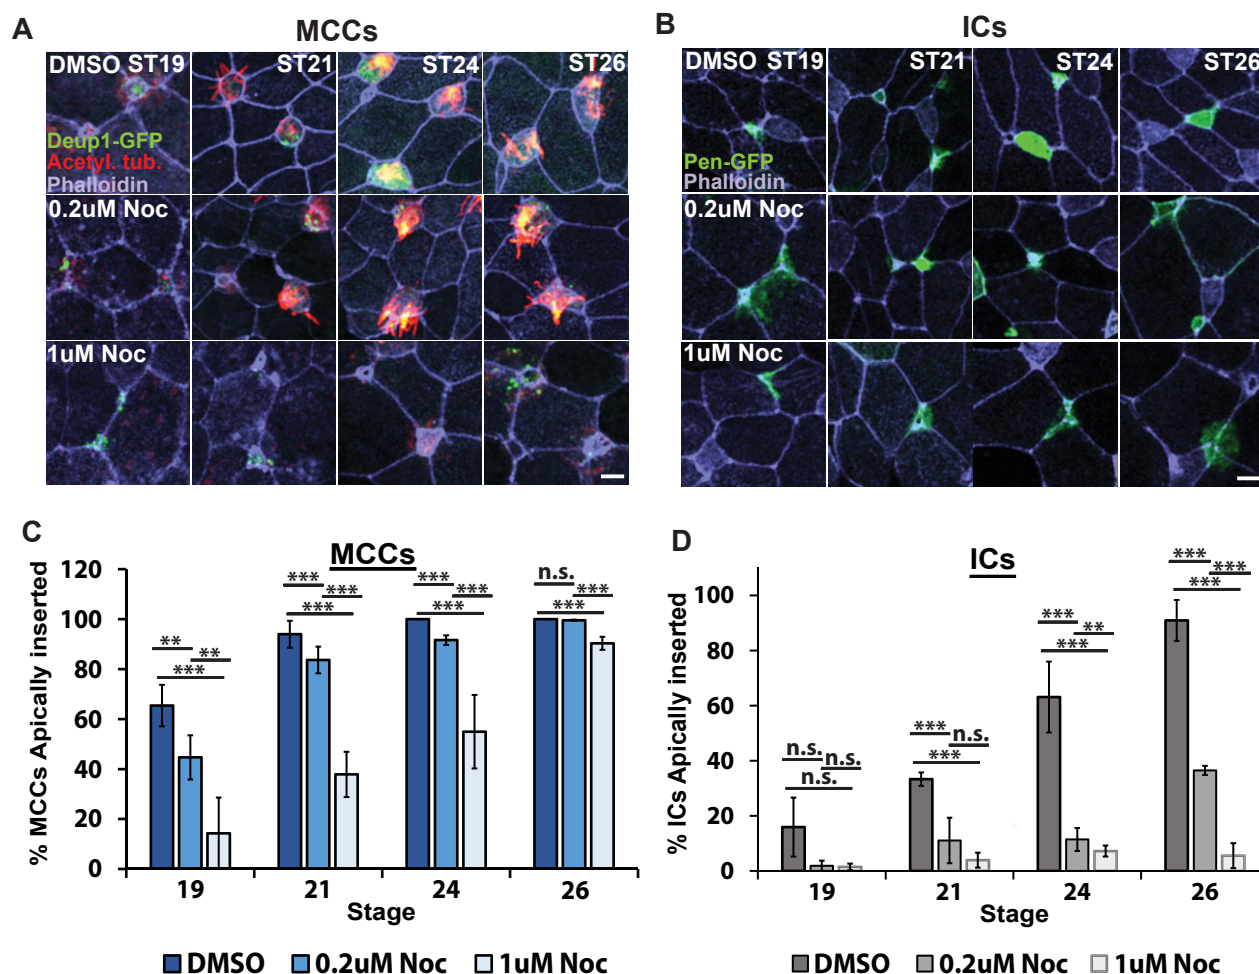 A
MCCs
DMSO ST19
ST21
ST24
ST26
Deup1-GFP
Acetyl. tub.
Phalloidin
0.2uM Noc
1uM Noc
B
ICs
DMSO ST19
ST21
ST24
ST26
Pen-GFP
Phalloidin
0.2uM Noc
1uM Noc
C
MCCs
% MCCs Apically inserted
120
100
80
60
40
20
0
** ** ***
*** *** ***
*** *** ***
n.s. *** ***
19 21 24 26
Stage
DMSO 0.2uM Noc 1uM Noc
D
ICs
% ICs Apically inserted
100
80
60
40
20
0
n.s. n.s. n.s.
*** n.s. ***
*** ** ***
*** *** ***
19 21 24 26
Stage
DMSO 0.2uM Noc 1uM Noc